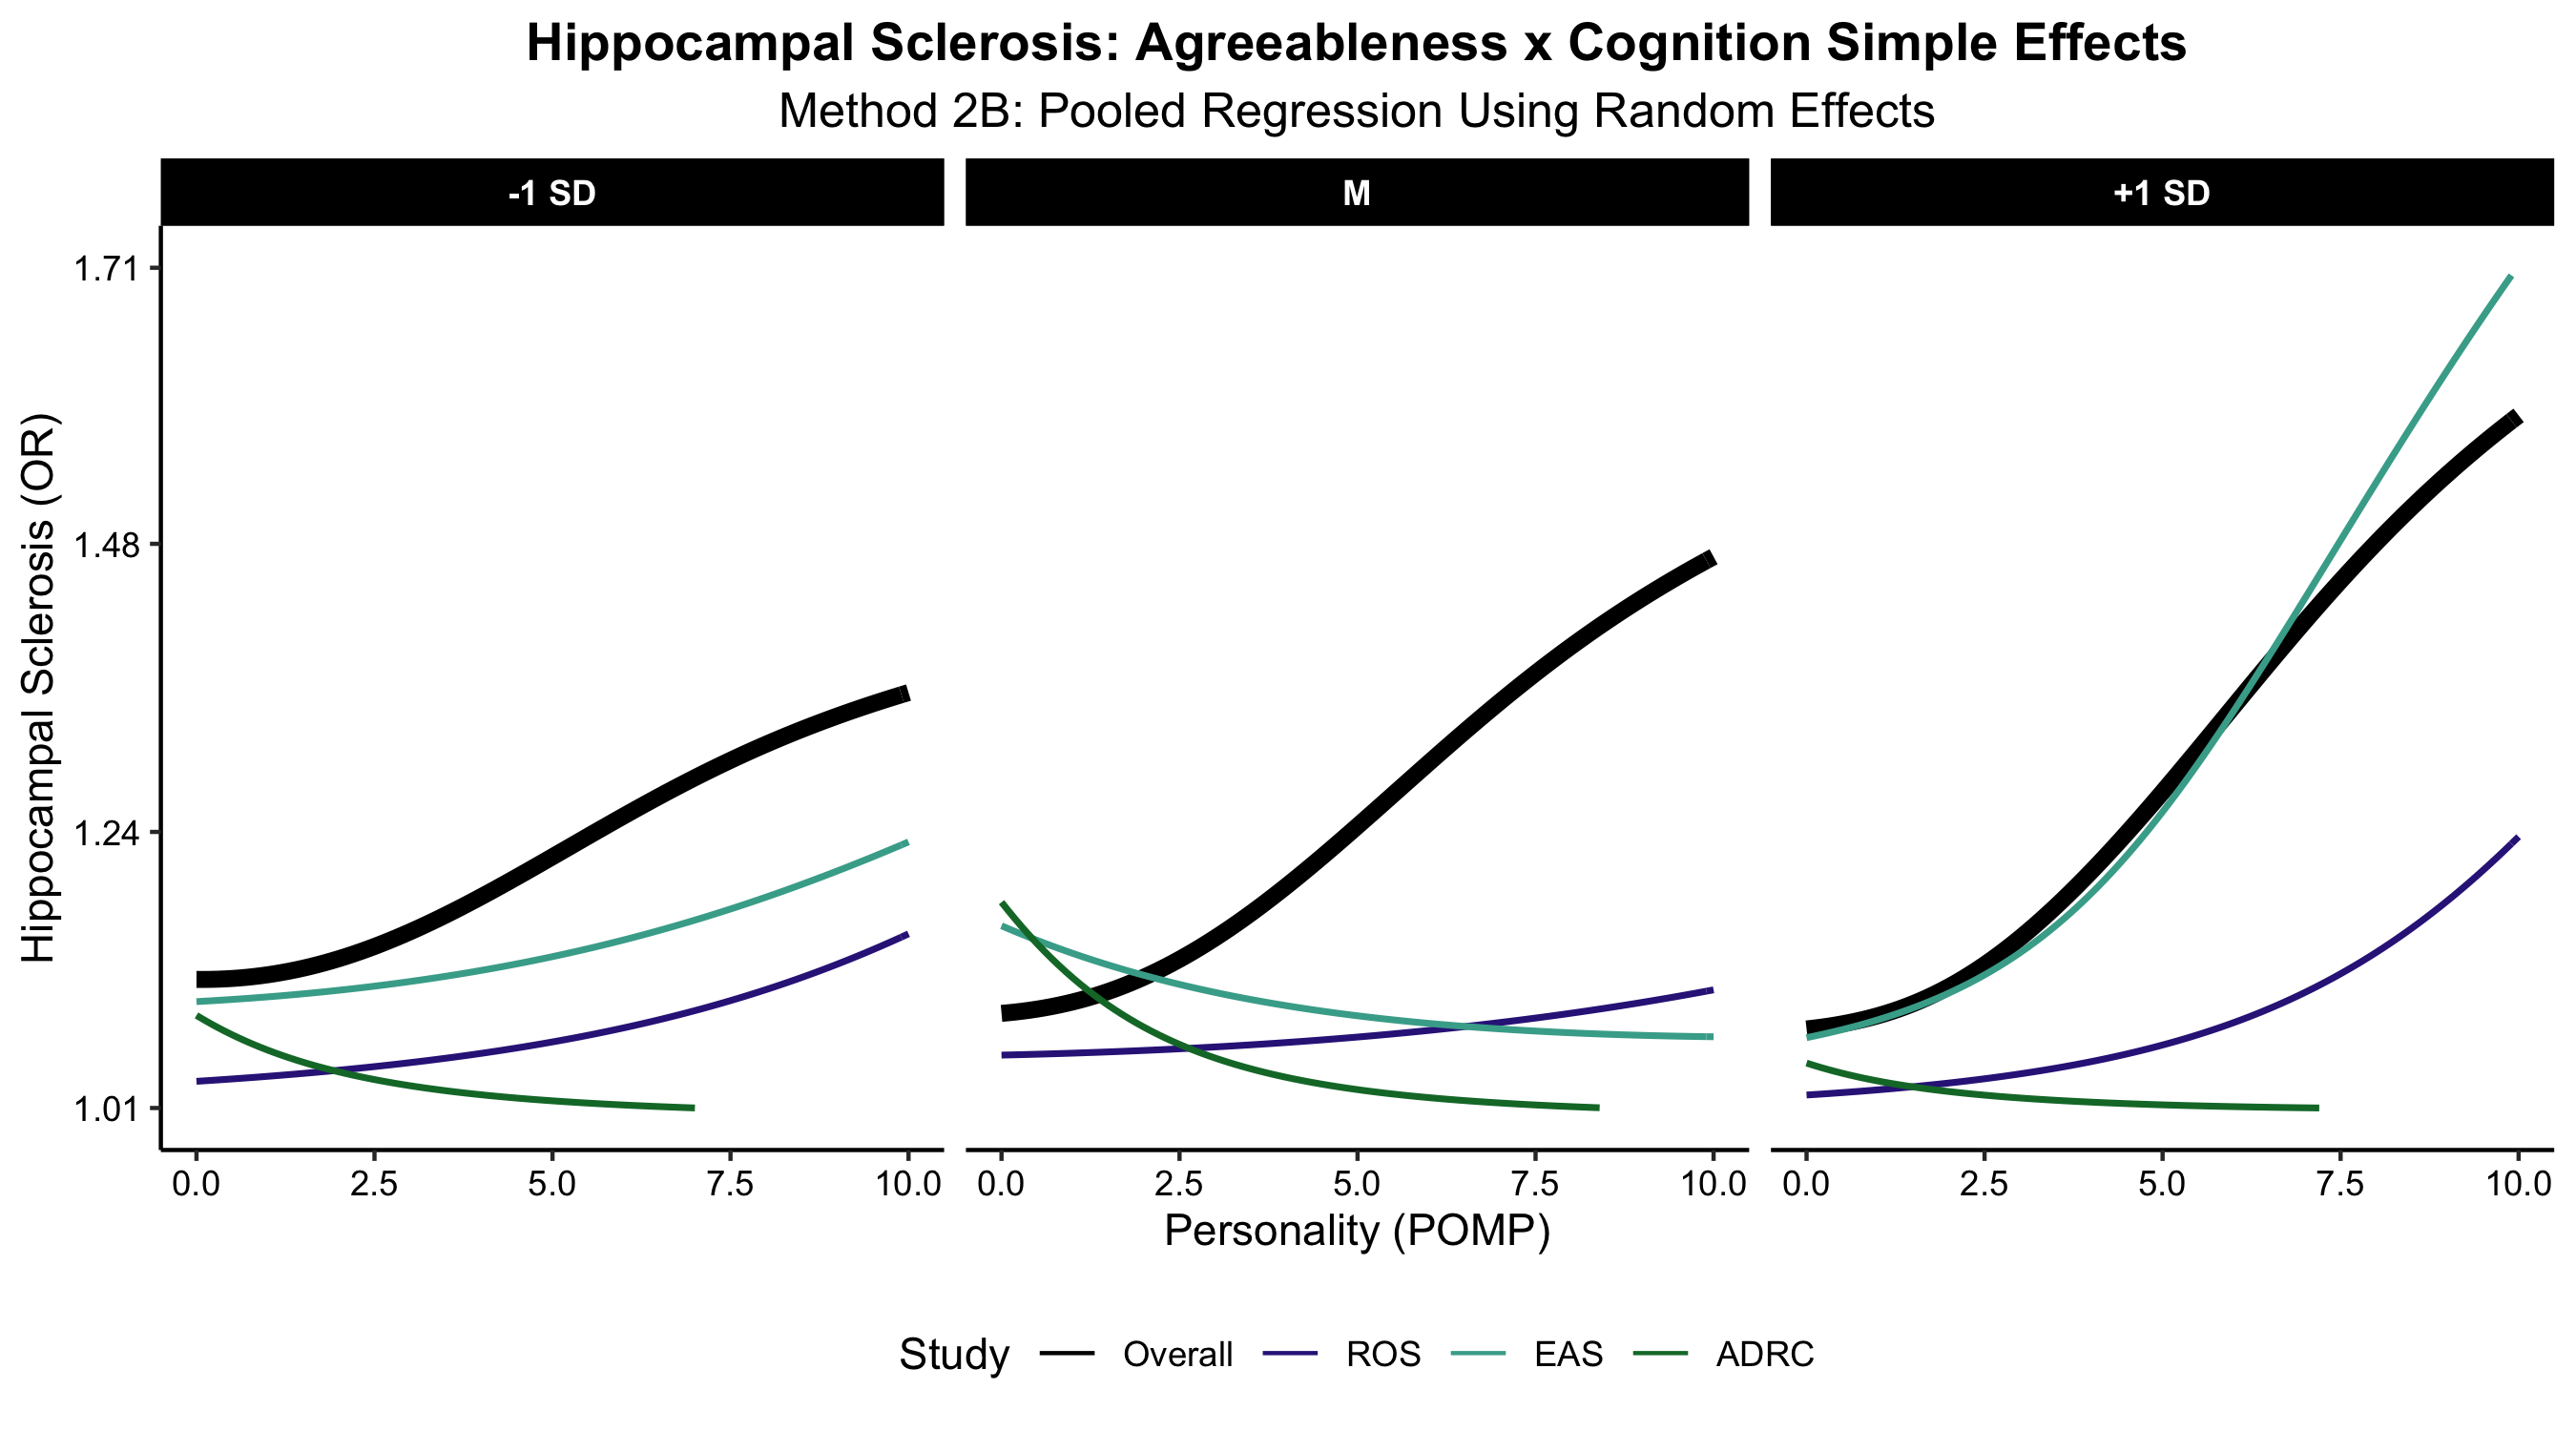 Hippocampal Sclerosis: Agreeableness x Cognition Simple Effects
Method 2B: Pooled Regression Using Random Effects
-1 SD
M
+1 SD
Hippocampal Sclerosis (OR)
1.71
1.48
1.24
1.01
0.0 2.5 5.0 7.5 10.0
0.0 2.5 5.0 7.5 10.0
0.0 2.5 5.0 7.5 10.0
Personality (POMP)
Study Overall ROS EAS ADRC